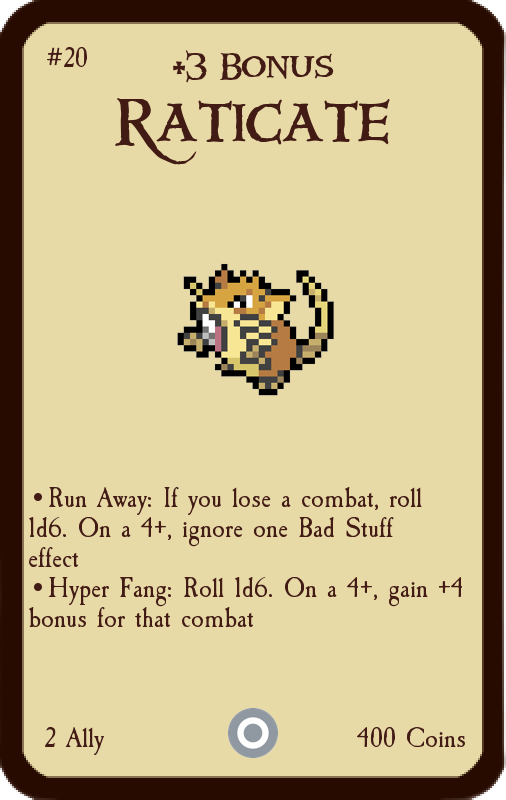 #20
+3 Bonus
Raticate
•Run Away: If you lose a combat, roll
1d6. On a 4+, ignore one Bad Stuff
effect
•Hyper Fang: Roll 1d6. On a 4+, gain +4
bonus for that combat
2 Ally
400 Coins